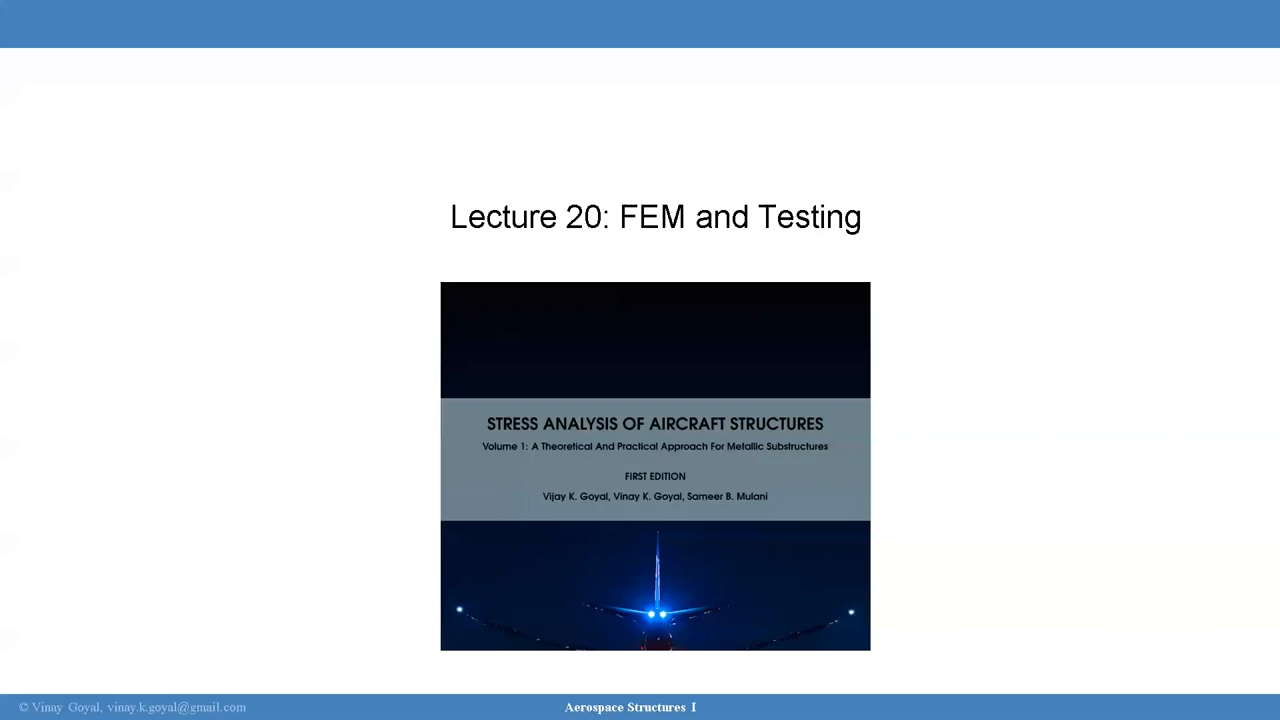 Lecture 20: FEM and Testing
STRESS ANALYSIS OF AIRCRAFT STRUCTURES
Volume 1: A Theoretical And Practical Approach For Metallic Substructures
FIRST EDITION
Vijay K. Goyal, Vinay K. Goyal, Sameer B. Mulani
© Vinay Goyal, vinay.k.goyal@gmail.com
Aerospace Structures I